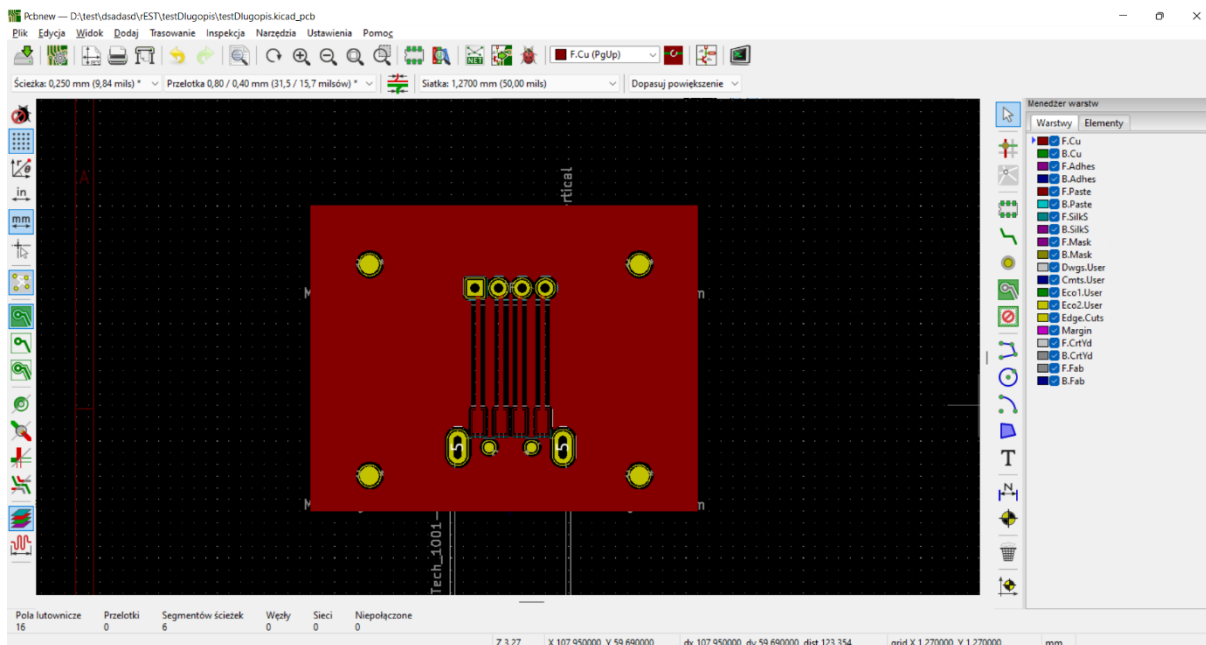 Pcbnew — D:\test\dsadasd\rEST\testDlugopis\testDlugopis.kicad_pcb
Plik Edycja Widok Dodaj Trasowanie Inspekcja Narzędzia Ustawienia Pomoc
NET F.Cu (PgUp)
Ścieżka: 0,250 mm (9,84 mils) * Przelotka 0,80 / 0,40 mm (31,5 / 15,7 milsów) * Siatka: 1,2700 mm (50,00 mils) Dopasuj powiększenie
Menedżer warstw
Warstwy Elementy
F.Cu
B.Cu
F.Adhes
B.Adhes
F.Paste
B.Paste
F.SilkS
B.SilkS
F.Mask
B.Mask
Dwgs.User
Cmts.User
Eco1.User
Eco2.User
Edge.Cuts
Margin
F.CrtYd
B.CrtYd
F.Fab
B.Fab
in
mm
A
rtical
M
m
S
S
M
m
Tech_1001
T
N
Pola lutownicze Przelotki Segmentów ścieżek Węzły Sieci Niepołączone
16 0 6 0 0 0
Z 3.27 X 107.950000 Y 59.690000 dx 107.950000 dy 59.690000 dist 123.354 grid X 1.270000 Y 1.270000 mm